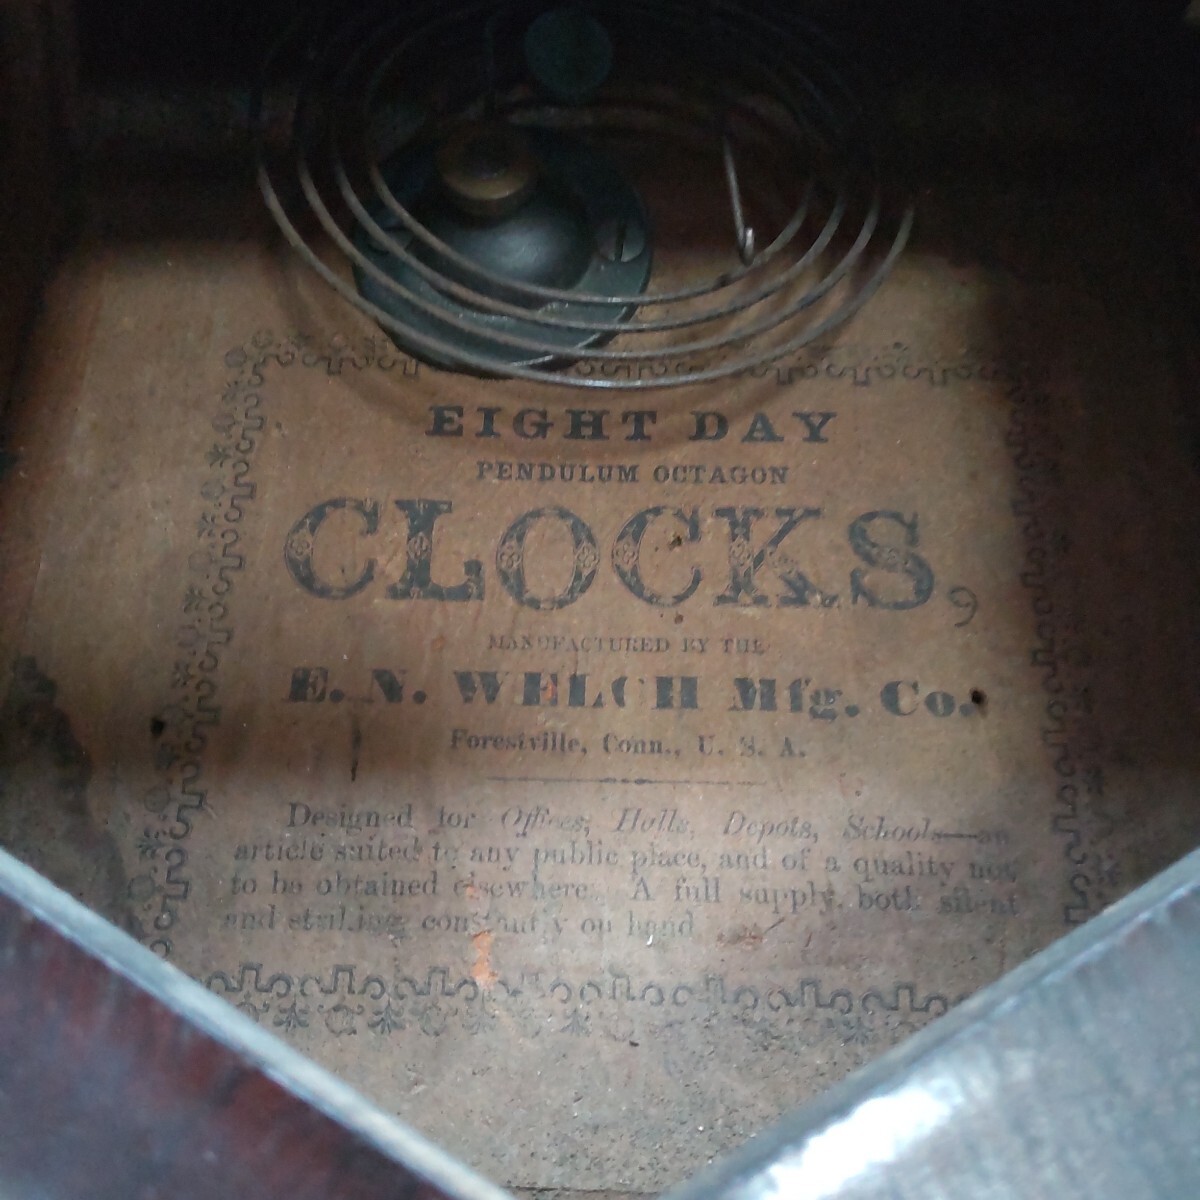 EIGHT DAY
PENDULUM OCTAGON
CLOCKS,
MANUFACTURED BY THE
E. N. WELCH Mfg. Co.
Forestville, Conn., U. S. A.
Designed for Offices, Halls, Depots, Schools—an
article suited to any public place, and of a quality not
to be obtained elsewhere. A full supply, both silent
and striking constantly on hand